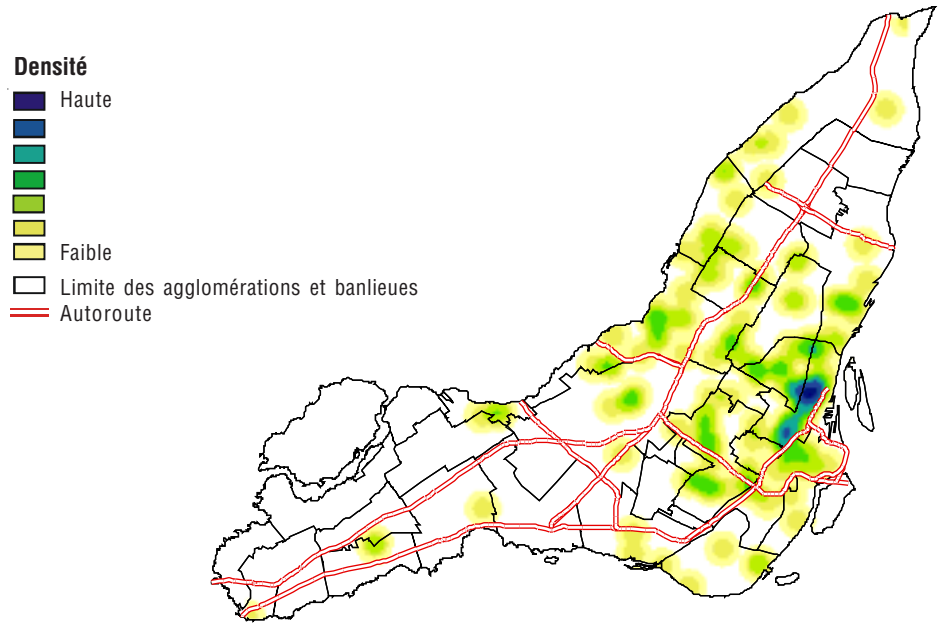 Densité
Haute
Faible
Limite des agglomérations et banlieues
Autoroute